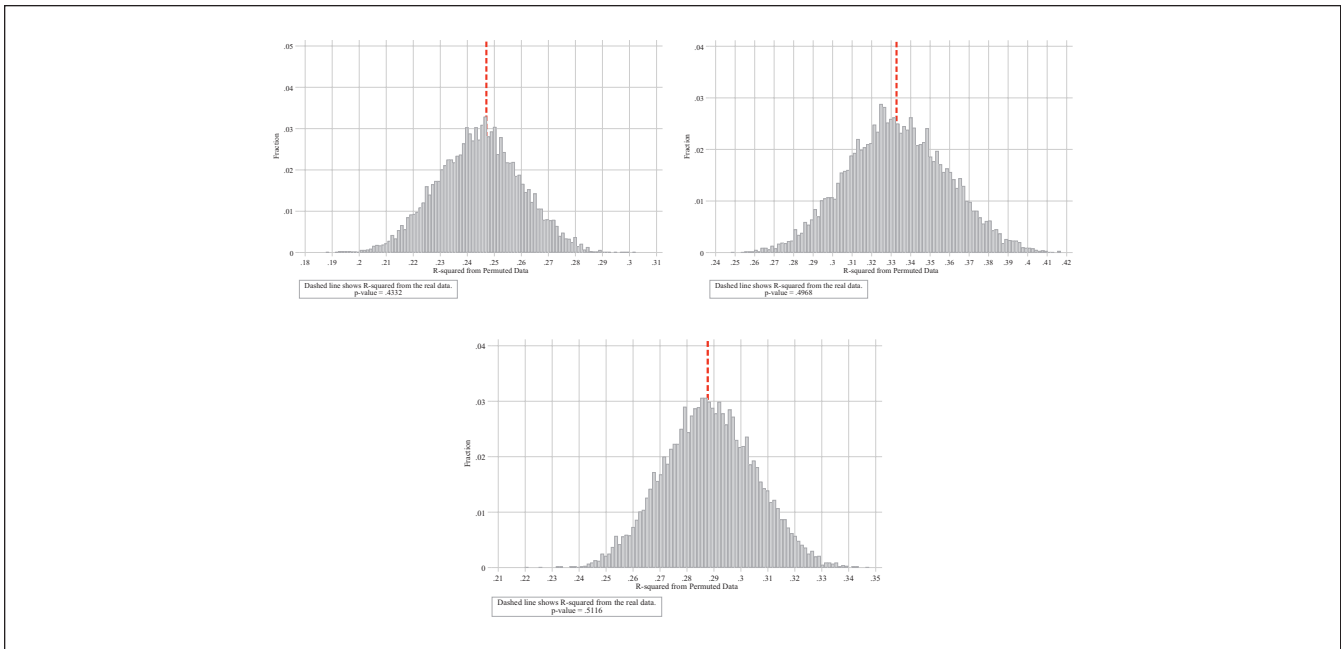 .05
.04
.03
.02
.01
0
Fraction
.18 .19 .2 .21 .22 .23 .24 .25 .26 .27 .28 .29 .3 .31
R-squared from Permuted Data
Dashed line shows R-squared from the real data.
p-value = .4332
.04
.03
.02
.01
0
Fraction
.24 .25 .26 .27 .28 .29 .3 .31 .32 .33 .34 .35 .36 .37 .38 .39 .4 .41 .42
R-squared from Permuted Data
Dashed line shows R-squared from the real data.
p-value = .4968
.04
.03
.02
.01
0
Fraction
.21 .22 .23 .24 .25 .26 .27 .28 .29 .3 .31 .32 .33 .34 .35
R-squared from Permuted Data
Dashed line shows R-squared from the real data.
p-value = .5116